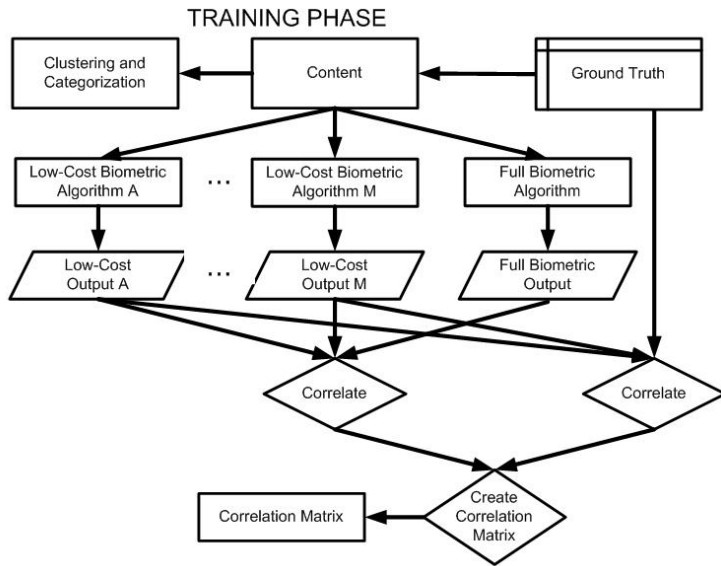 TRAINING PHASE
Clustering and
Categorization
Content
Ground Truth
Low-Cost Biometric
Algorithm A
...
Low-Cost Biometric
Algorithm M
Full Biometric
Algorithm
Low-Cost
Output A
...
Low-Cost
Output M
Full Biometric
Output
Correlate
Correlate
Create
Correlation
Matrix
Correlation Matrix